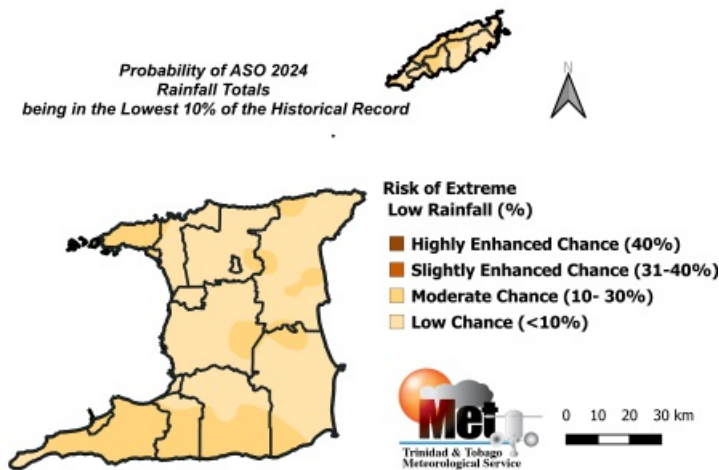 Probability of ASO 2024
Rainfall Totals
being in the Lowest 10% of the Historical Record
N
Risk of Extreme
Low Rainfall (%)
Highly Enhanced Chance (40%)
Slightly Enhanced Chance (31-40%)
Moderate Chance (10- 30%)
Low Chance (<10%)
Met
Trinidad & Tobago
Meteorological Service
0 10 20 30 km